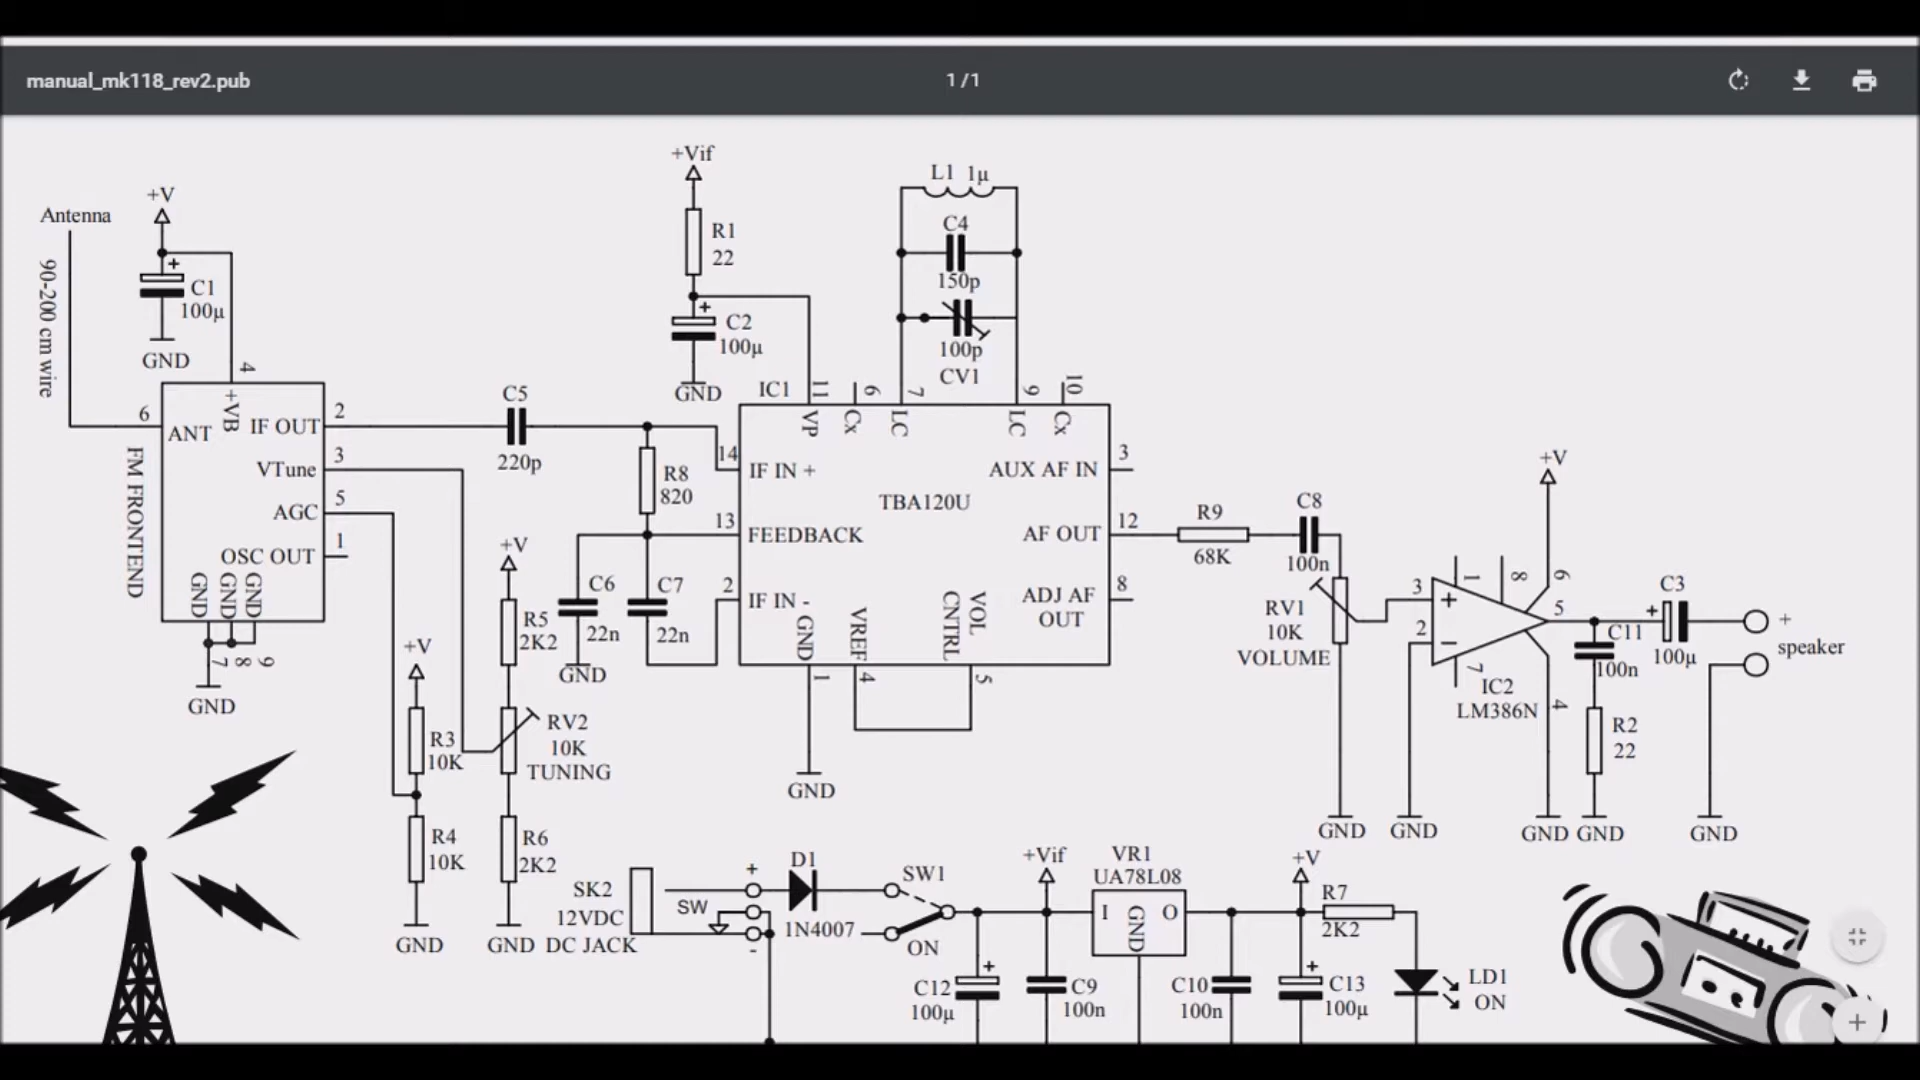 manual_mk118_rev2.pub
1 / 1
+Vif
L1 1µ
+V
Antenna
90-200 cm wire
C1
100µ
GND
R1
22
C2
100µ
GND
C4
150p
100p
CV1
4
6
ANT
+VB
IF OUT
2
VTune
3
AGC
5
OSC OUT
1
GND
GND
GND
7
8
9
GND
FM FRONTEND
C5
220p
R8
820
C6
22n
GND
C7
22n
IC1
11
6
7
9
10
VP
Cx
LC
LC
Cx
14
IF IN +
13
FEEDBACK
2
IF IN -
TBA120U
AUX AF IN
3
AF OUT
12
ADJ AF
OUT
8
GND
VREF
VOL
CNTRL
1
4
5
GND
+V
R5
2K2
RV2
10K
TUNING
R6
2K2
GND
+V
R3
10K
R4
10K
GND
R9
68K
C8
100n
RV1
10K
VOLUME
GND
+V
3
+
2
−
1
8
6
5
7
4
IC2
LM386N
GND
GND
C11
100n
R2
22
GND
C3
+
100µ
+
speaker
GND
SK2
12VDC
DC JACK
SW
+
-
D1
1N4007
SW1
ON
+Vif
VR1
UA78L08
I
GND
O
+V
R7
2K2
C12
100µ
C9
100n
C10
100n
C13
100µ
LD1
ON